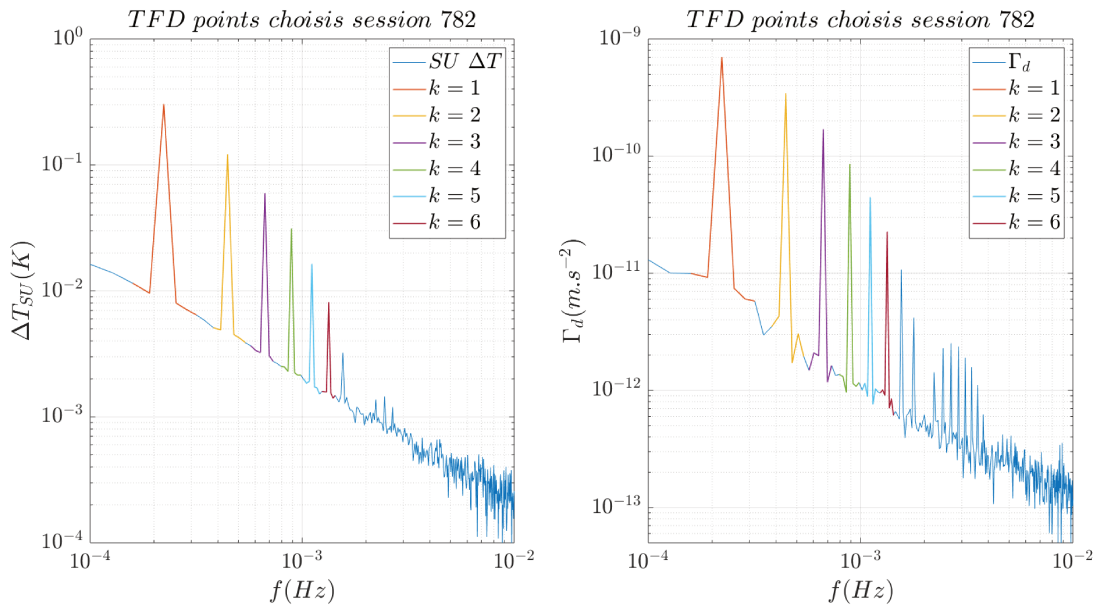 TFD points choisis session 782
10⁰
10⁻¹
10⁻²
10⁻³
10⁻⁴
ΔT_SU(K)
SU ΔT
k = 1
k = 2
k = 3
k = 4
k = 5
k = 6
10⁻⁴
10⁻³
10⁻²
f(Hz)
TFD points choisis session 782
10⁻⁹
10⁻¹⁰
10⁻¹¹
10⁻¹²
10⁻¹³
Γ_d(m.s⁻²)
Γ_d
k = 1
k = 2
k = 3
k = 4
k = 5
k = 6
10⁻⁴
10⁻³
10⁻²
f(Hz)